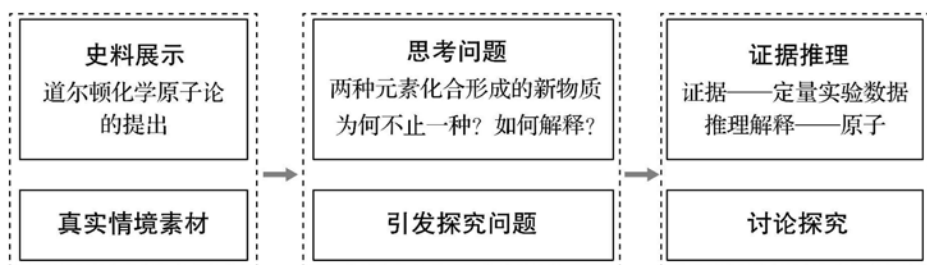 史料展示
道尔顿化学原子论
的提出
真实情境素材
思考问题
两种元素化合形成的新物质
为何不止一种？如何解释？
引发探究问题
证据推理
证据——定量实验数据
推理解释——原子
讨论探究